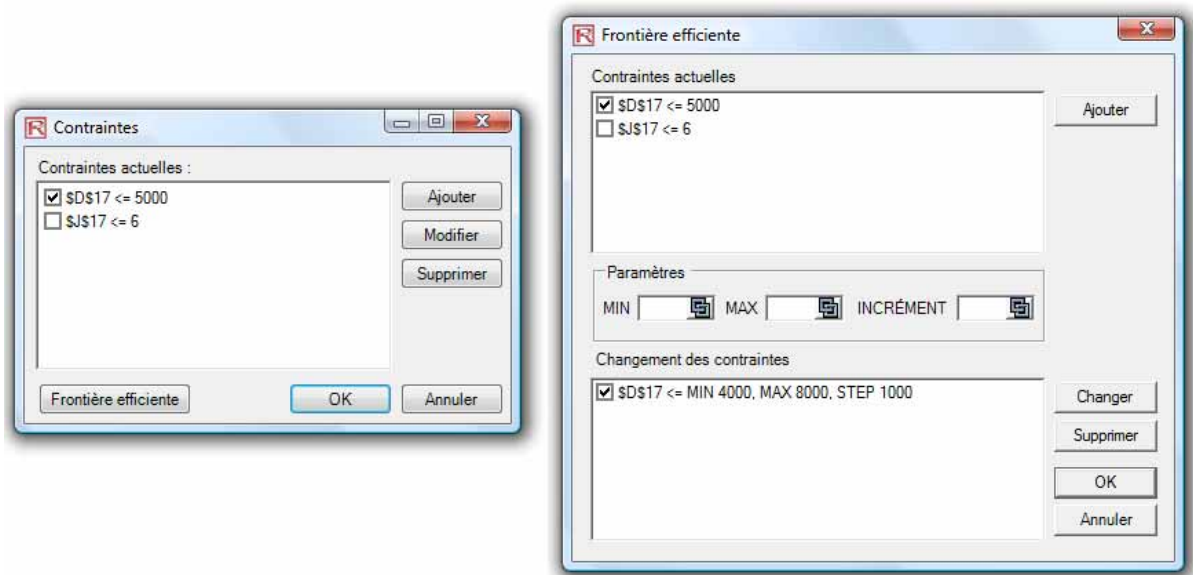 Contraintes
Contraintes actuelles :
$D$17 <= 5000
$J$17 <= 6
Ajouter
Modifier
Supprimer
Frontière efficiente
OK
Annuler
Frontière efficiente
Contraintes actuelles
$D$17 <= 5000
$J$17 <= 6
Ajouter
Paramètres
MIN MAX INCRÉMENT
Changement des contraintes
$D$17 <= MIN 4000, MAX 8000, STEP 1000
Changer
Supprimer
OK
Annuler